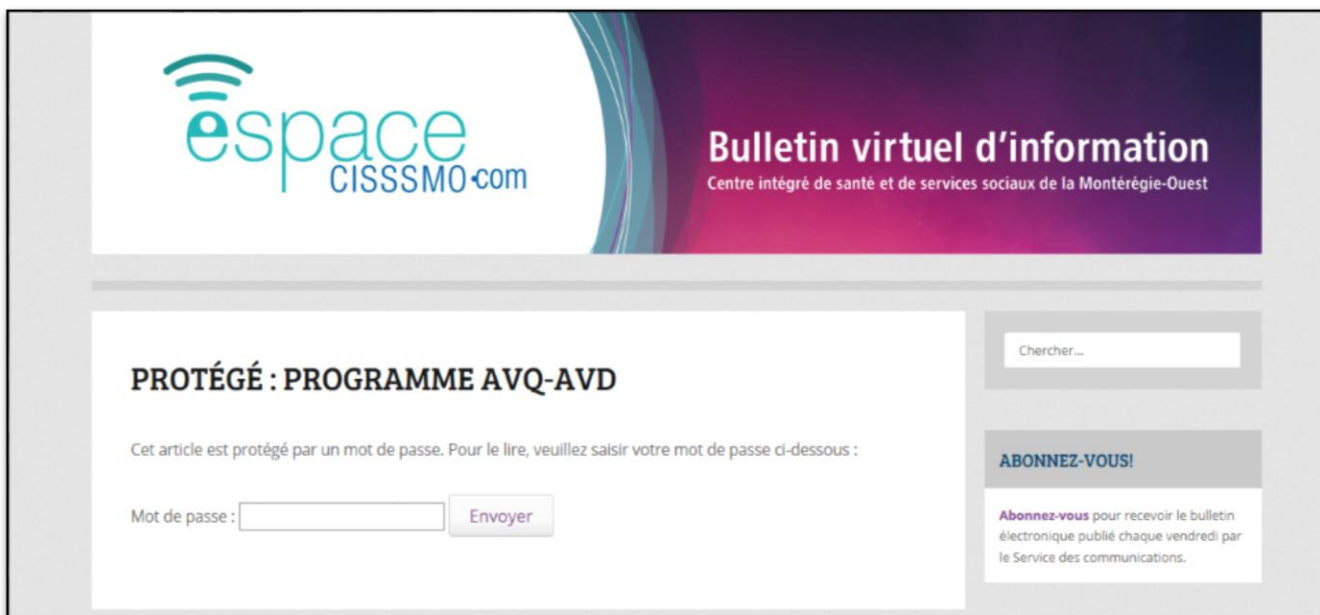 espace
CISSSMO.com
Bulletin virtuel d'information
Centre intégré de santé et de services sociaux de la Montérégie-Ouest
PROTÉGÉ : PROGRAMME AVQ-AVD
Cet article est protégé par un mot de passe. Pour le lire, veuillez saisir votre mot de passe ci-dessous :
Mot de passe :
Envoyer
Chercher...
ABONNEZ-VOUS!
Abonnez-vous pour recevoir le bulletin
électronique publié chaque vendredi par
le Service des communications.